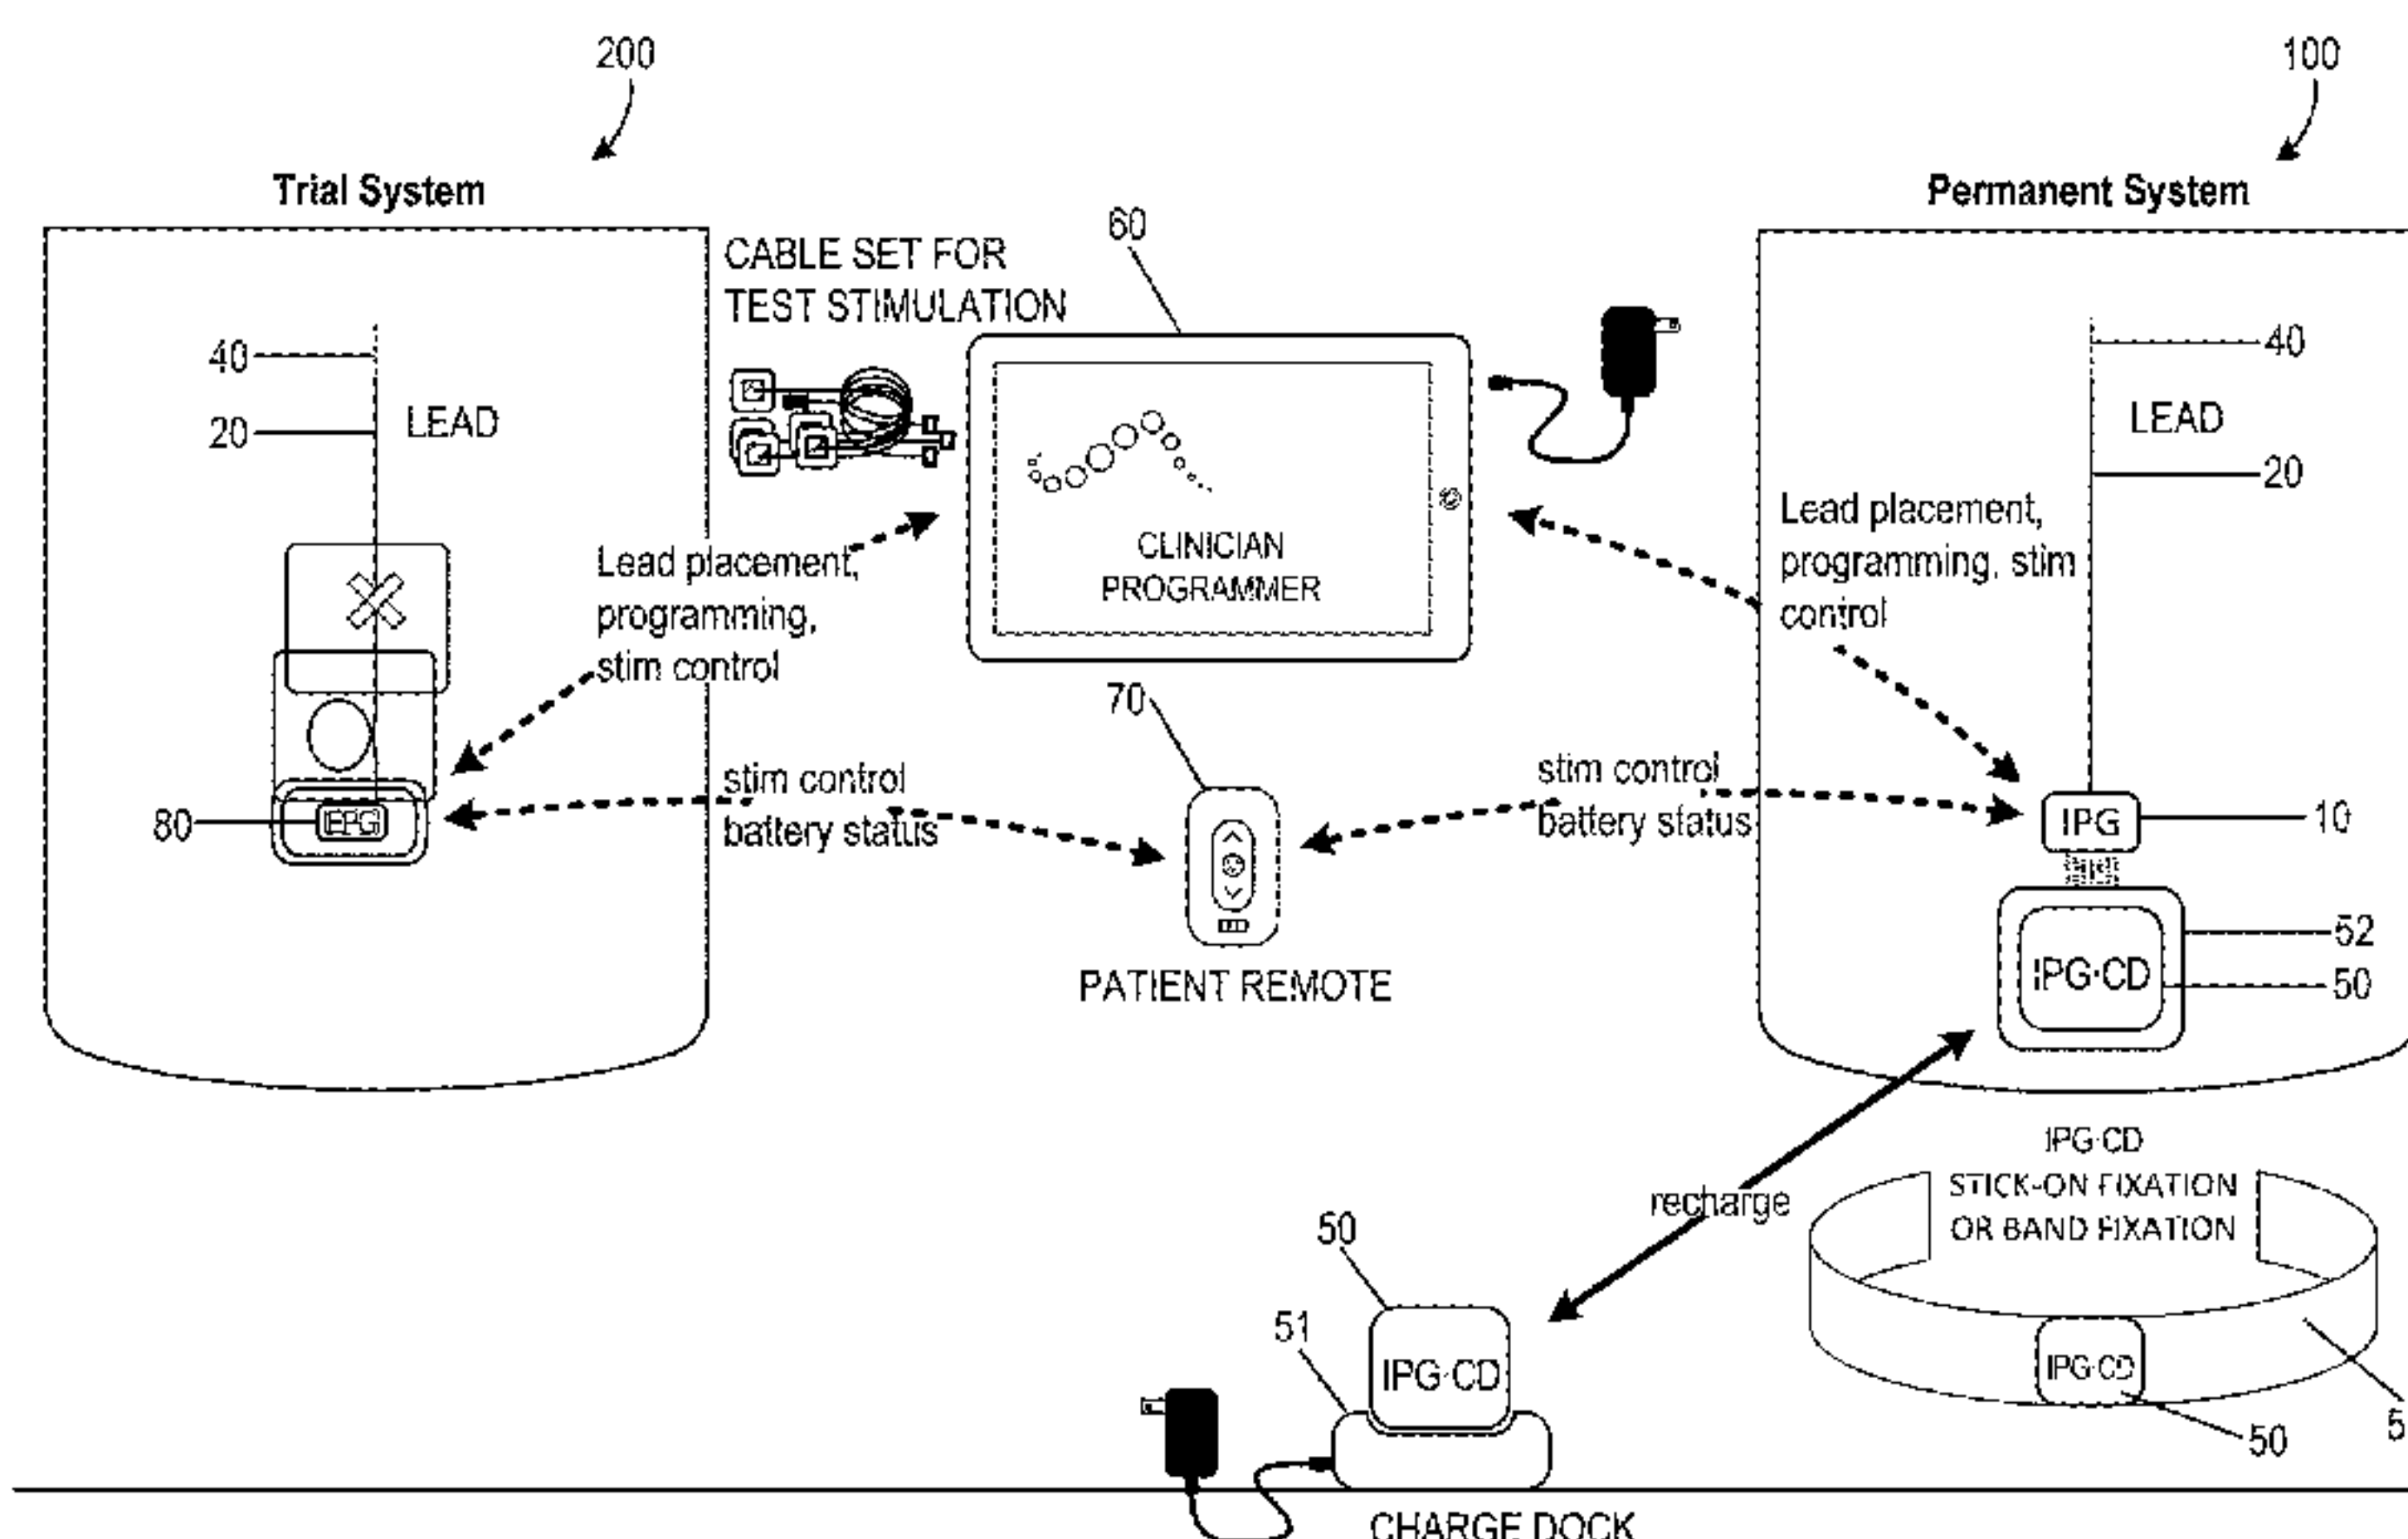 200
100
Trial System
Permanent System
CABLE SET FOR
TEST STIMULATION
60
40
20
LEAD
CLINICIAN
PROGRAMMER
40
LEAD
20
Lead placement,
programming,
stim control
Lead placement,
programming, stim
control
70
stim control
battery status
stim control
battery status
80
EPG
IPG
10
PATIENT REMOTE
52
IPG·CD
50
recharge
IPG·CD
STICK-ON FIXATION
OR BAND FIXATION
50
51
IPG·CD
IPG·CD
50
CHARGE DOCK